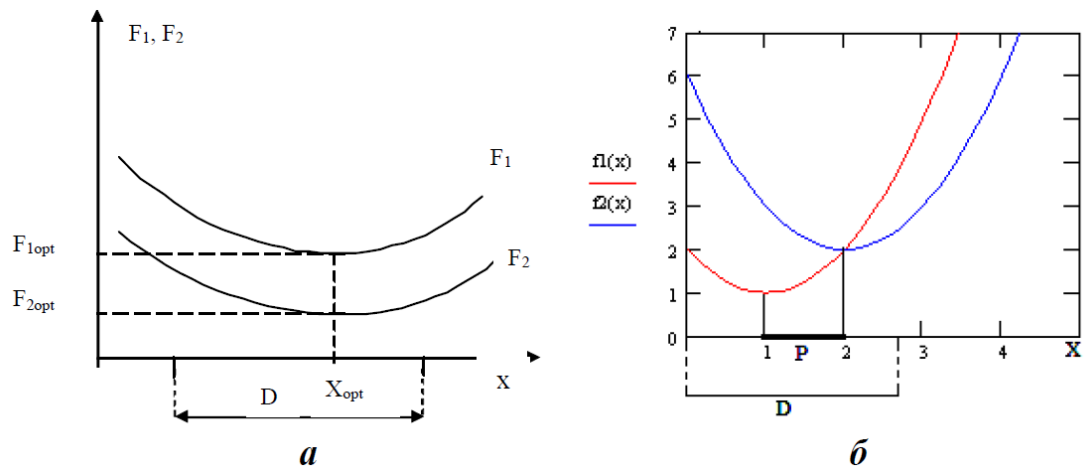 F₁, F₂
F₁
F₁opt
F₂
F₂opt
X
Xopt
D
а
7
6
5
4
3
2
1
0
f1(x)
f2(x)
1
P
2
3
4
X
D
б